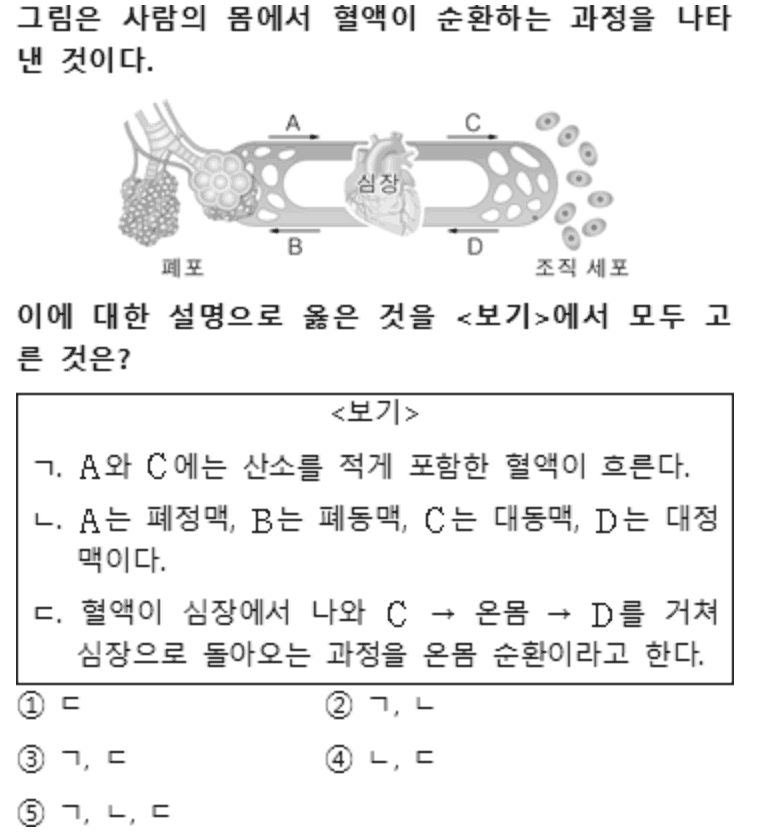 그림은 사람의 몸에서 혈액이 순환하는 과정을 나타
낸 것이다.
A
C
심장
B
D
폐포
조직 세포
이에 대한 설명으로 옳은 것을 <보기>에서 모두 고
른 것은?
<보기>
ㄱ. A와 C에는 산소를 적게 포함한 혈액이 흐른다.
ㄴ. A는 폐정맥, B는 폐동맥, C는 대동맥, D는 대정
맥이다.
ㄷ. 혈액이 심장에서 나와 C → 온몸 → D를 거쳐
심장으로 돌아오는 과정을 온몸 순환이라고 한다.
① ㄷ ② ㄱ, ㄴ
③ ㄱ, ㄷ ④ ㄴ, ㄷ
⑤ ㄱ, ㄴ, ㄷ